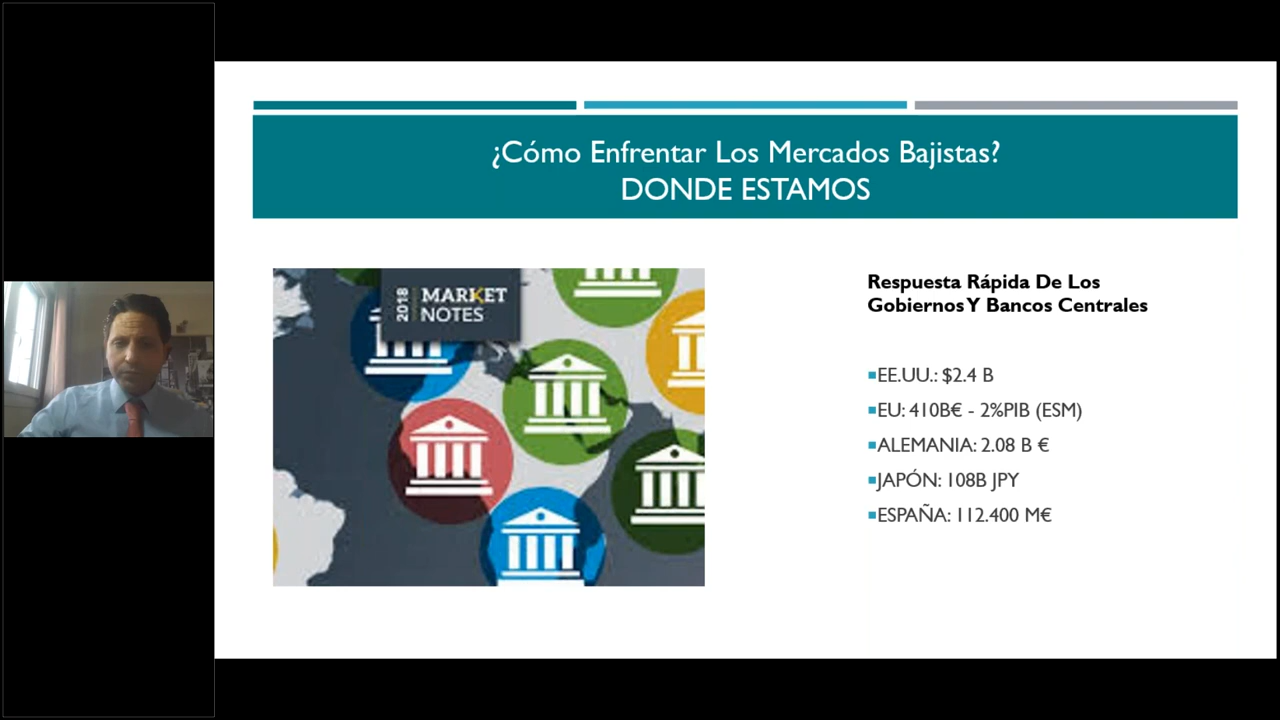 ¿Cómo Enfrentar Los Mercados Bajistas?
DONDE ESTAMOS
2018 MARKET
NOTES
Respuesta Rápida De Los
Gobiernos Y Bancos Centrales
EE.UU.: $2.4 B
EU: 410B€ - 2%PIB (ESM)
ALEMANIA: 2.08 B €
JAPÓN: 108B JPY
ESPAÑA: 112.400 M€